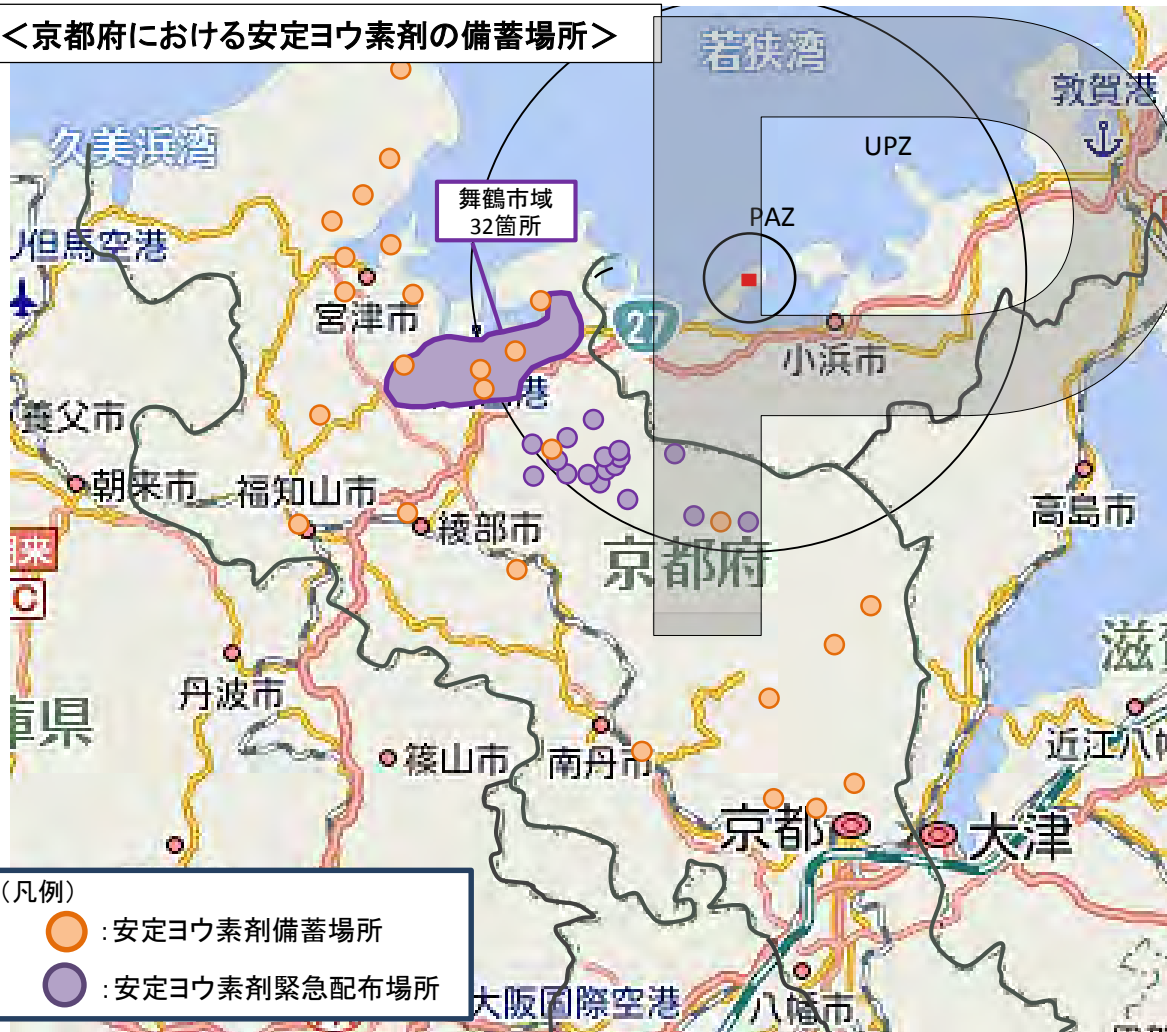 <京都府における安定ヨウ素剤の備蓄場所>
若狭湾
敦賀港
久美浜湾
UPZ
舞鶴市域
32箇所
PAZ
但馬空港
宮津市
27
小浜市
港
養父市
朝来市
福知山市
綾部市
高島市
朝来
京都府
C
滋
丹波市
庫県
篠山市
南丹市
近江八
京都
大津
(凡例)
:安定ヨウ素剤備蓄場所
:安定ヨウ素剤緊急配布場所
大阪国際空港
八幡市